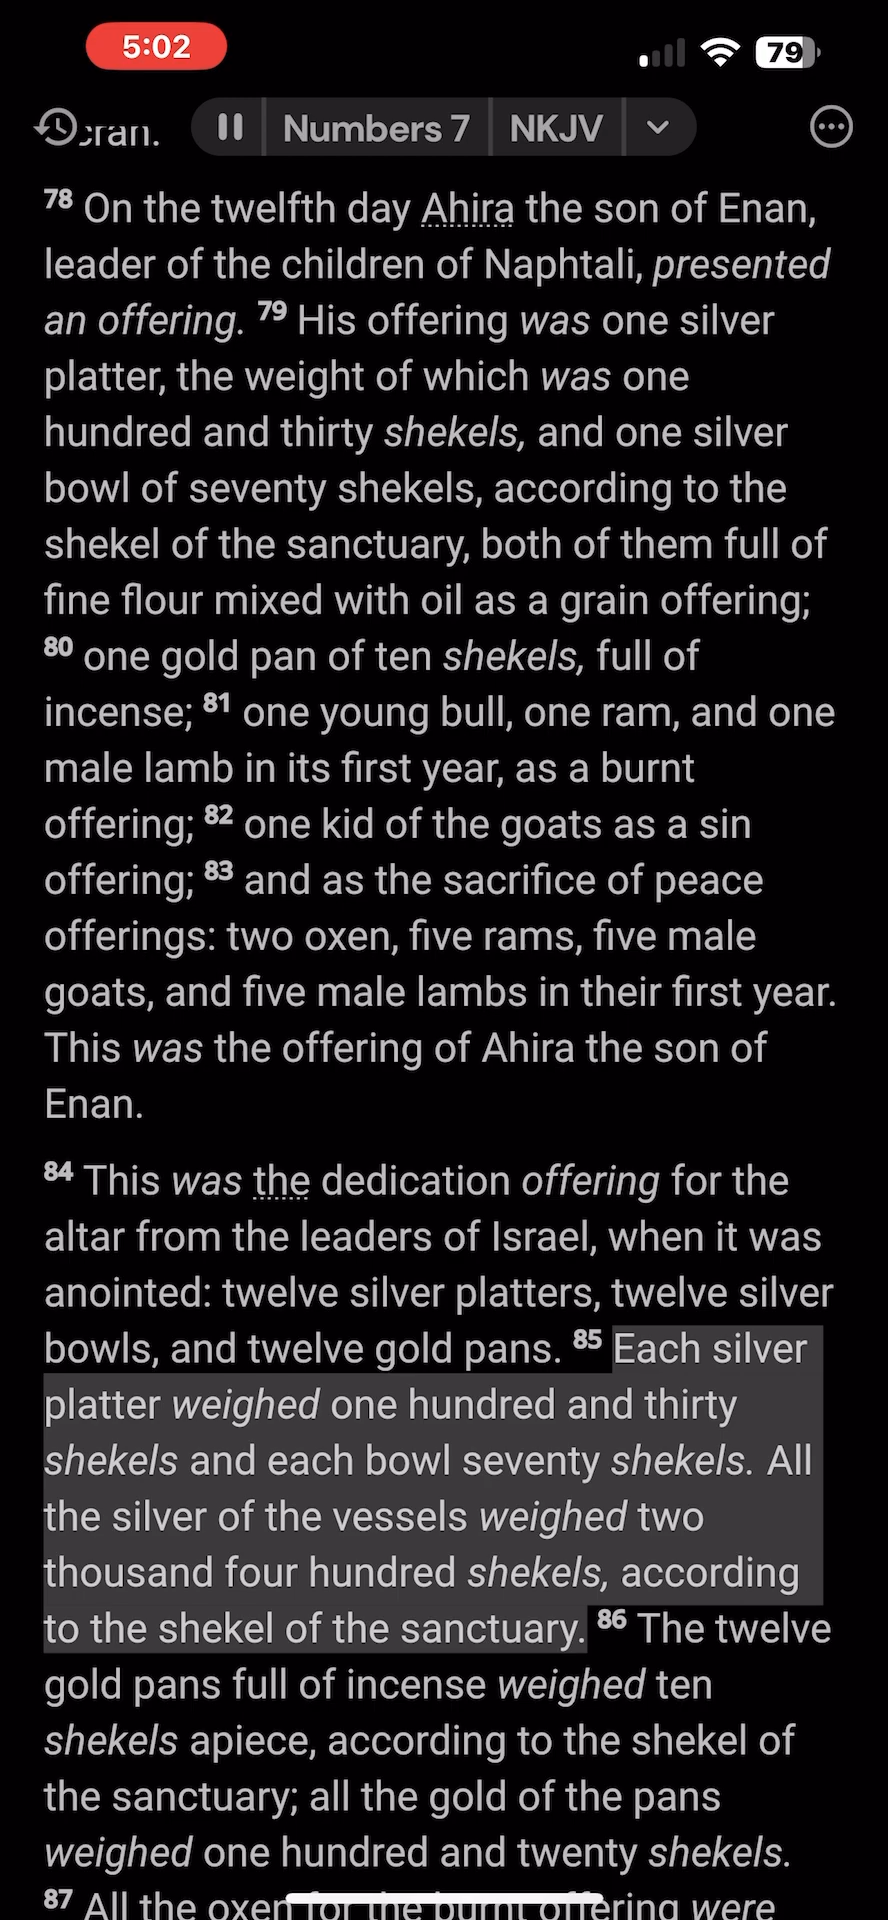 5:02
79
cran.
Numbers 7
NKJV
78 On the twelfth day Ahira the son of Enan,
leader of the children of Naphtali, presented
an offering. 79 His offering was one silver
platter, the weight of which was one
hundred and thirty shekels, and one silver
bowl of seventy shekels, according to the
shekel of the sanctuary, both of them full of
fine flour mixed with oil as a grain offering;
80 one gold pan of ten shekels, full of
incense; 81 one young bull, one ram, and one
male lamb in its first year, as a burnt
offering; 82 one kid of the goats as a sin
offering; 83 and as the sacrifice of peace
offerings: two oxen, five rams, five male
goats, and five male lambs in their first year.
This was the offering of Ahira the son of
Enan.
84 This was the dedication offering for the
altar from the leaders of Israel, when it was
anointed: twelve silver platters, twelve silver
bowls, and twelve gold pans. 85 Each silver
platter weighed one hundred and thirty
shekels and each bowl seventy shekels. All
the silver of the vessels weighed two
thousand four hundred shekels, according
to the shekel of the sanctuary. 86 The twelve
gold pans full of incense weighed ten
shekels apiece, according to the shekel of
the sanctuary; all the gold of the pans
weighed one hundred and twenty shekels.
87 All the oxen for the burnt offering were